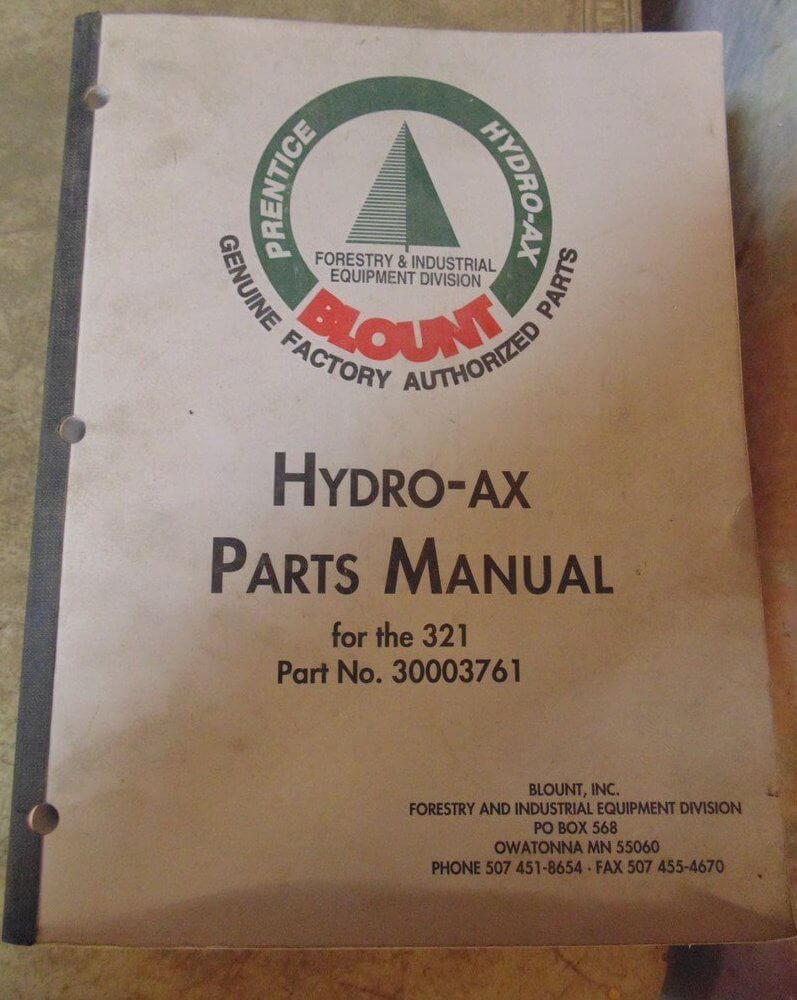 PRENTICE
HYDRO-AX
FORESTRY & INDUSTRIAL
EQUIPMENT DIVISION
BLOUNT
GENUINE FACTORY AUTHORIZED PARTS
HYDRO-AX
PARTS MANUAL
for the 321
Part No. 30003761
BLOUNT, INC.
FORESTRY AND INDUSTRIAL EQUIPMENT DIVISION
PO BOX 568
OWATONNA MN 55060
PHONE 507 451-8654 · FAX 507 455-4670